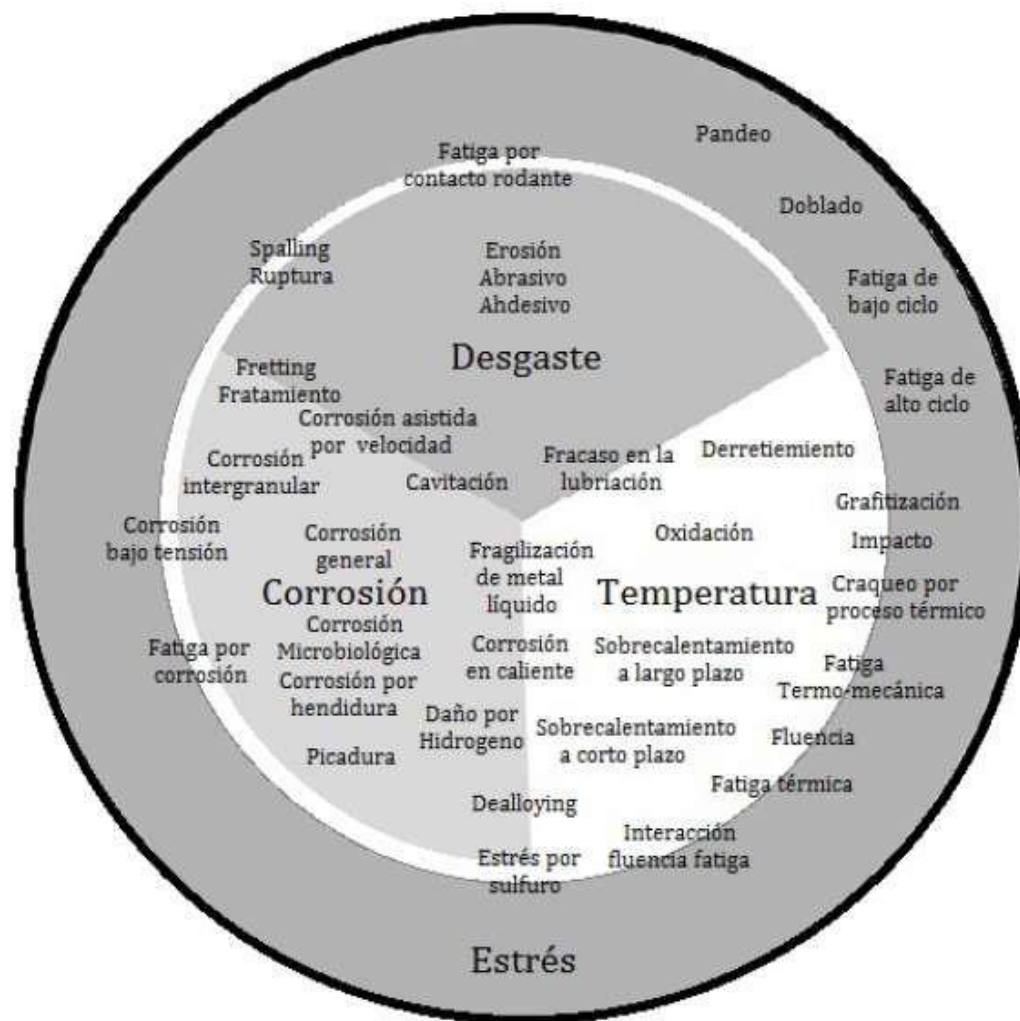 Pandeo
Fatiga por
contacto rodante
Doblado
Spalling
Ruptura
Erosión
Abrasivo
Ahdesivo
Fatiga de
bajo ciclo
Desgaste
Fretting
Fratamiento
Fatiga de
alto ciclo
Corrosión asistida
por velocidad
Corrosión
intergranular
Cavitación
Fracaso en la
lubriación
Derretiemiento
Grafitización
Corrosión
bajo tensión
Corrosión
general
Oxidación
Impacto
Fragilización
de metal
líquido
Corrosión
Temperatura
Craqueo por
proceso térmico
Corrosión
Microbiológica
Fatiga por
corrosión
Corrosión
en caliente
Sobrecalentamiento
a largo plazo
Fatiga
Termo-mecánica
Corrosión por
hendidura
Daño por
Hidrogeno
Sobrecalentamiento
a corto plazo
Fluencia
Picadura
Fatiga térmica
Dealloying
Interacción
fluencia fatiga
Estrés por
sulfuro
Estrés